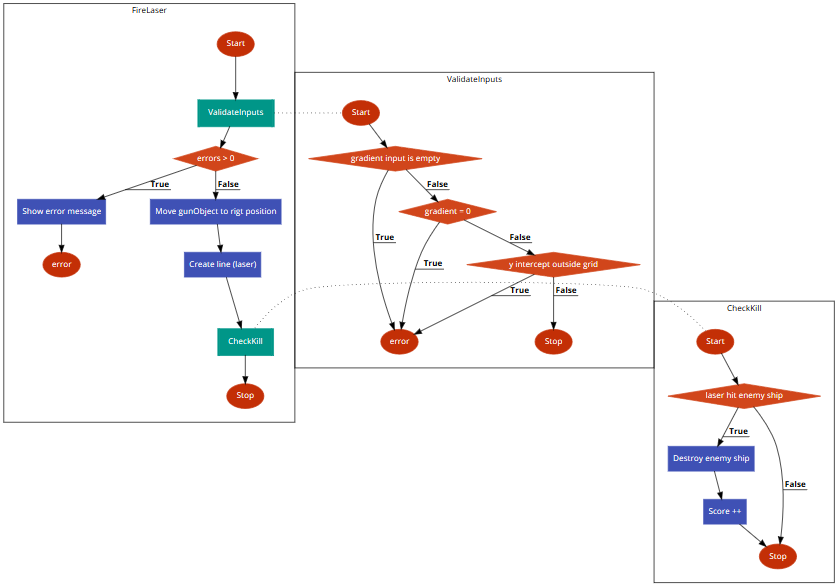 FireLaser
Start
ValidateInputs
errors > 0
True
False
Show error message
Move gunObject to rigt position
error
Create line (laser)
CheckKill
Stop
ValidateInputs
Start
gradient input is empty
False
gradient = 0
True
False
True
y intercept outside grid
True
False
error
Stop
CheckKill
Start
laser hit enemy ship
True
Destroy enemy ship
False
Score ++
Stop